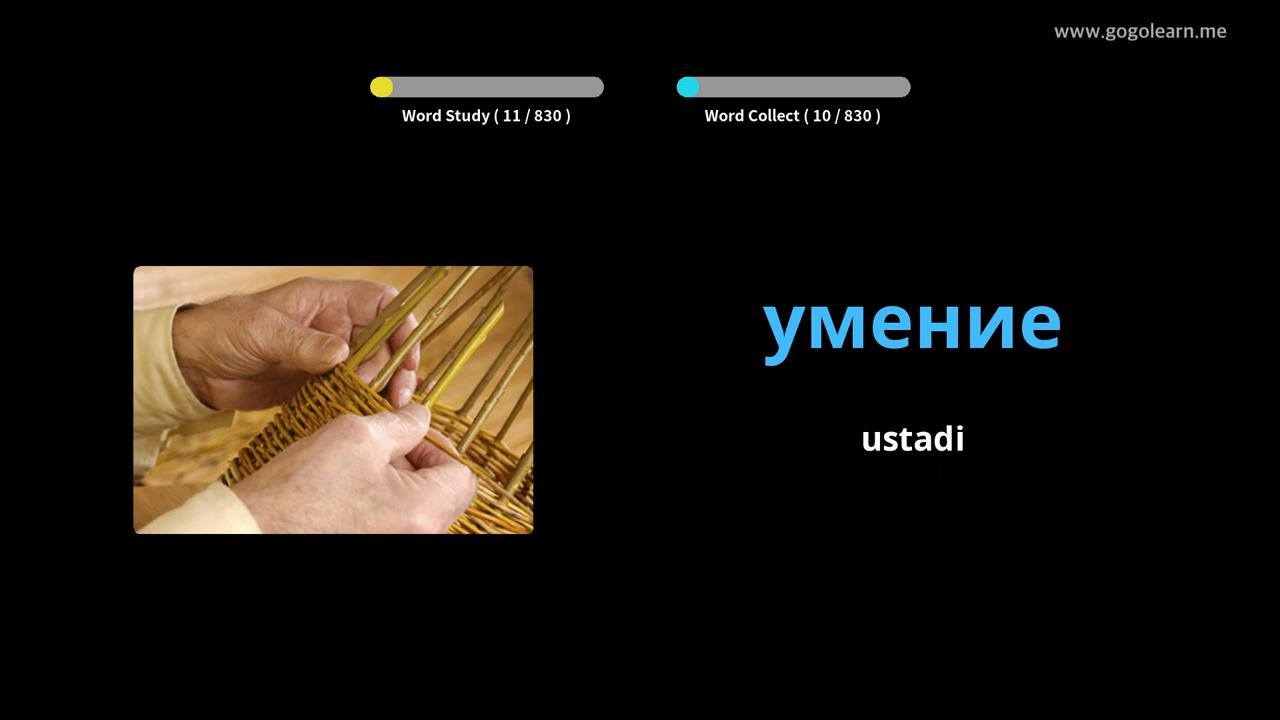 www.gogolearn.me
Word Study ( 11 / 830 )
Word Collect ( 10 / 830 )
умение
ustadi